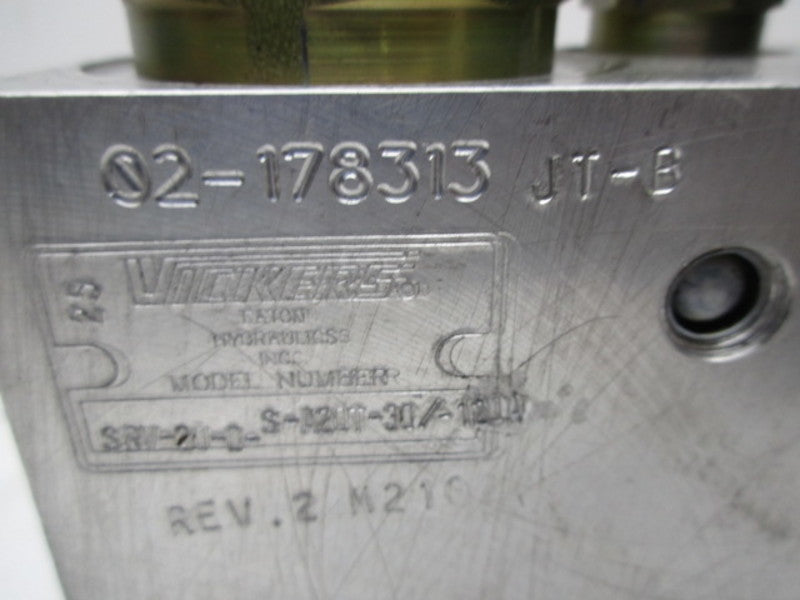 02-178313 JT-B
25
VICKERS
EATON
HYDRAULICS
INC.
MODEL NUMBER
REV.2